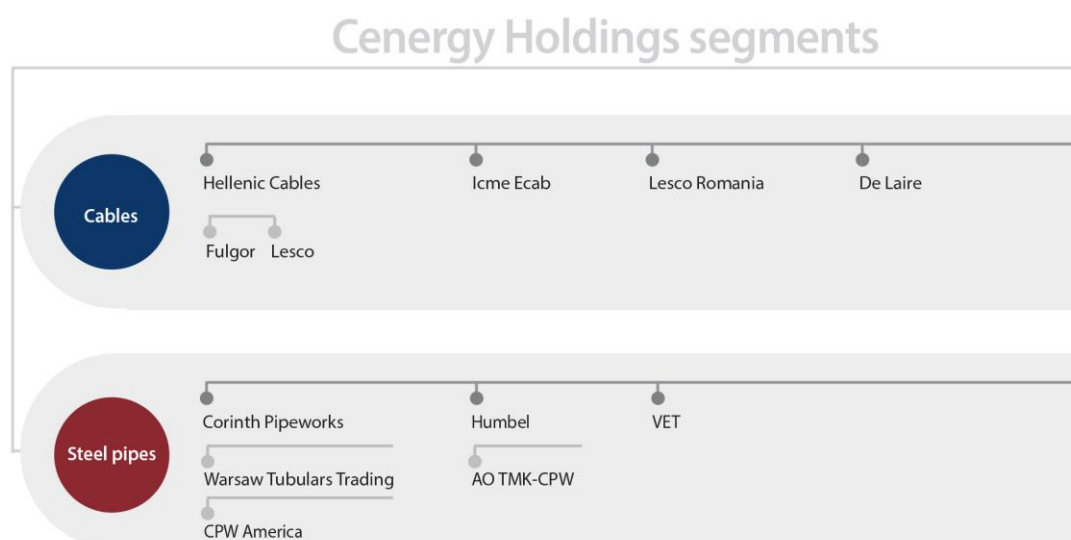 Cenergy Holdings segments
Cables
Hellenic Cables
Icme Ecab
Lesco Romania
De Laire
Fulgor
Lesco
Steel pipes
Corinth Pipeworks
Humbel
VET
Warsaw Tubulars Trading
AO TMK-CPW
CPW America